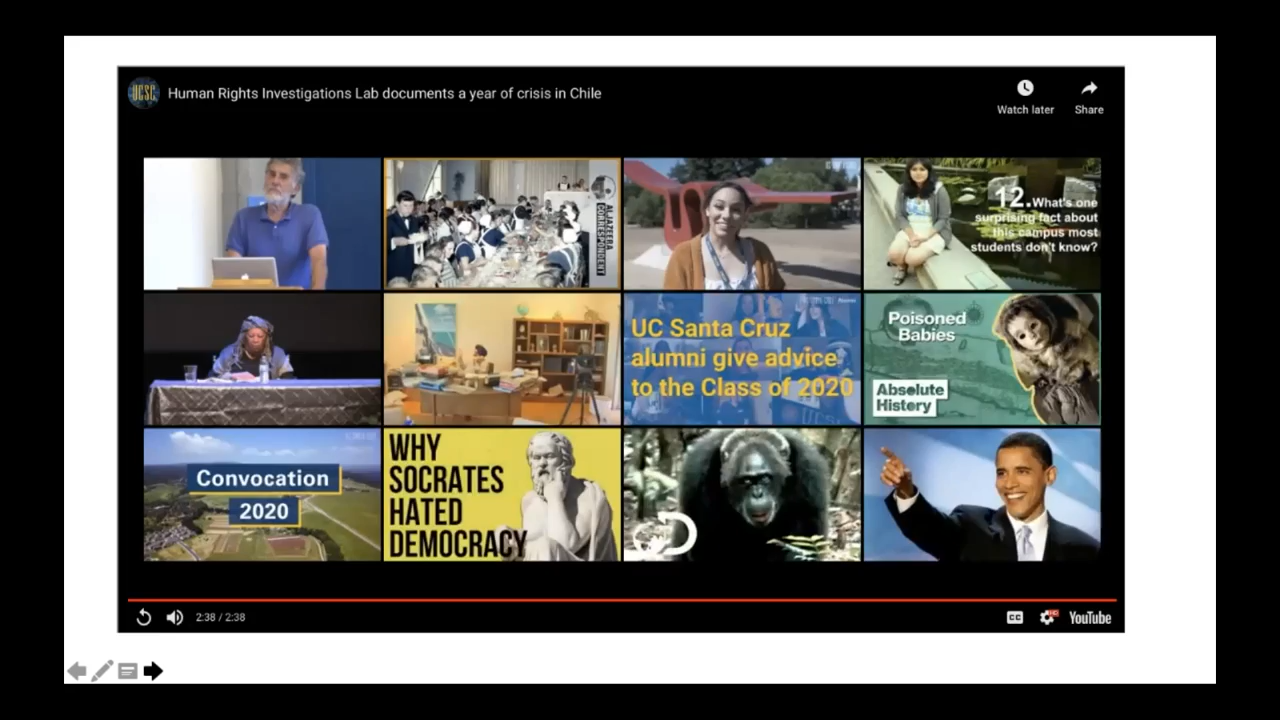 UCSC
Human Rights Investigations Lab documents a year of crisis in Chile
Watch later
Share
ALJAZEERA
CORRESPONDENT
12.What's one
surprising fact about
this campus most
students don't know?
UC Santa Cruz
alumni give advice
to the Class of 2020
Poisoned
Babies
Absolute
History
Convocation
2020
WHY
SOCRATES
HATED
DEMOCRACY
2:38 / 2:38
CC
HD
YouTube